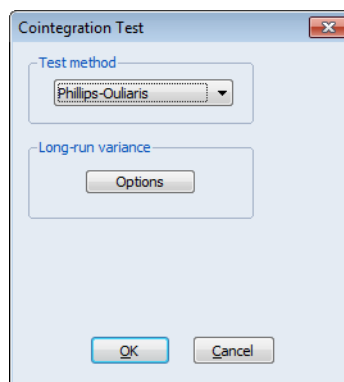 Cointegration Test
Test method
Phillips-Ouliaris
Long-run variance
Options
OK
Cancel